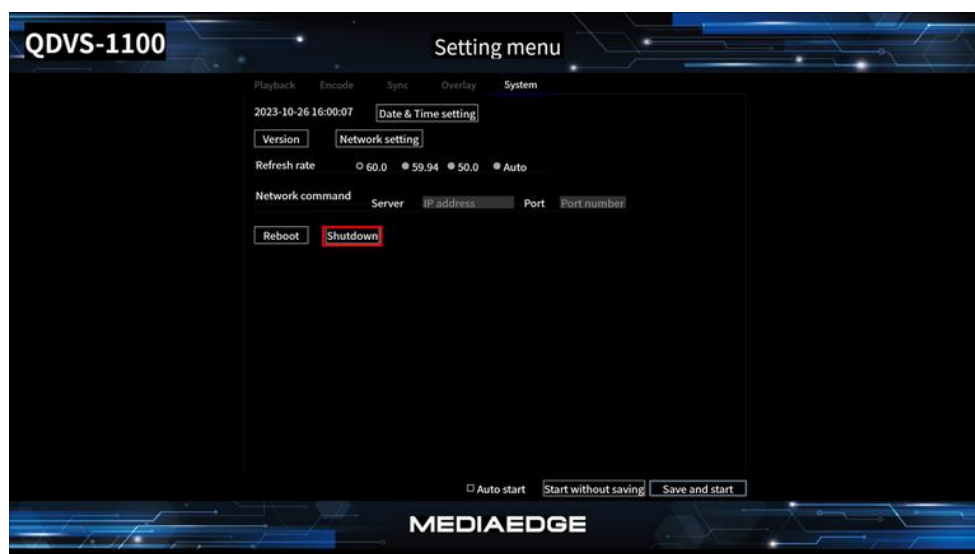 QDVS-1100
Setting menu
Playback Encode Sync Overlay System
2023-10-26 16:00:07 Date & Time setting
Version Network setting
Refresh rate 60.0 59.94 50.0 Auto
Network command Server IP address Port Port number
Reboot Shutdown
Auto start Start without saving Save and start
MEDIAEDGE